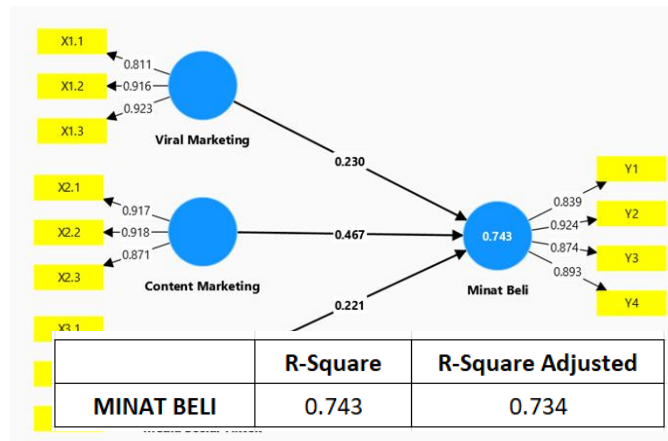 X1.1
X1.2
X1.3
0.811
0.916
0.923
Viral Marketing
0.230
X2.1
X2.2
X2.3
0.917
0.918
0.871
Content Marketing
0.467
0.743
Minat Beli
0.839
0.924
0.874
0.893
Y1
Y2
Y3
Y4
0.221
X3.1
R-Square R-Square Adjusted
MINAT BELI 0.743 0.734